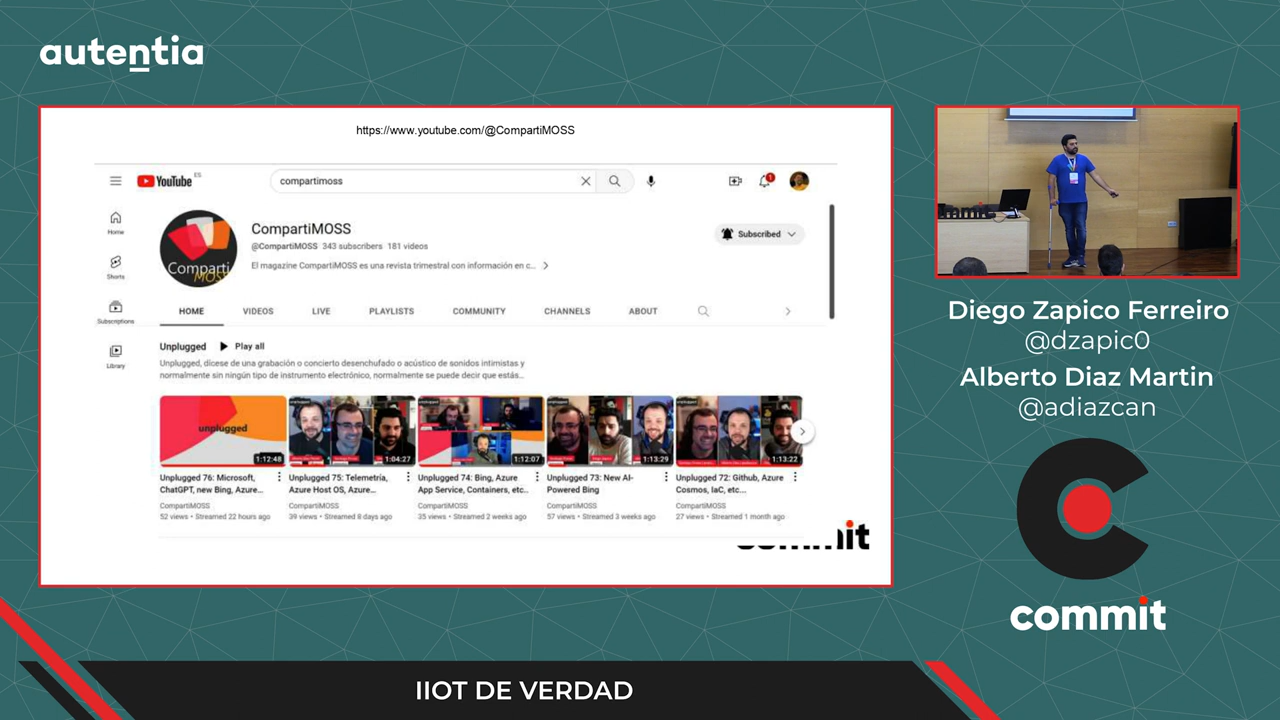 autentia
https://www.youtube.com/@CompartiMOSS
YouTube ES
compartimoss
1
Home
Shorts
Subscriptions
Library
Comparti
MOSS
CompartiMOSS
@CompartiMOSS 343 subscribers 181 videos
El magazine CompartiMOSS es una revista trimestral con información en c...
Subscribed
HOME VIDEOS LIVE PLAYLISTS COMMUNITY CHANNELS ABOUT
Unplugged Play all
Unplugged, dícese de una grabación o concierto desenchufado o acústico de sonidos intimistas y
normalmente sin ningún tipo de instrumento electrónico, normalmente se puede decir que estás...
unplugged
1:12:48
1:04:27
1:12:07
1:13:29
1:13:22
Unplugged 76: Microsoft,
ChatGPT, new Bing, Azure...
CompartiMOSS
52 views • Streamed 22 hours ago
Unplugged 75: Telemetría,
Azure Host OS, Azure...
CompartiMOSS
39 views • Streamed 8 days ago
Unplugged 74: Bing, Azure
App Service, Containers, etc...
CompartiMOSS
35 views • Streamed 2 weeks ago
Unplugged 73: New AI-
Powered Bing
CompartiMOSS
57 views • Streamed 3 weeks ago
Unplugged 72: Github, Azure
Cosmos, IaC, etc...
CompartiMOSS
27 views • Streamed 1 month ago
commit
Diego Zapico Ferreiro
@dzapic0
Alberto Diaz Martin
@adiazcan
commit
IIOT DE VERDAD